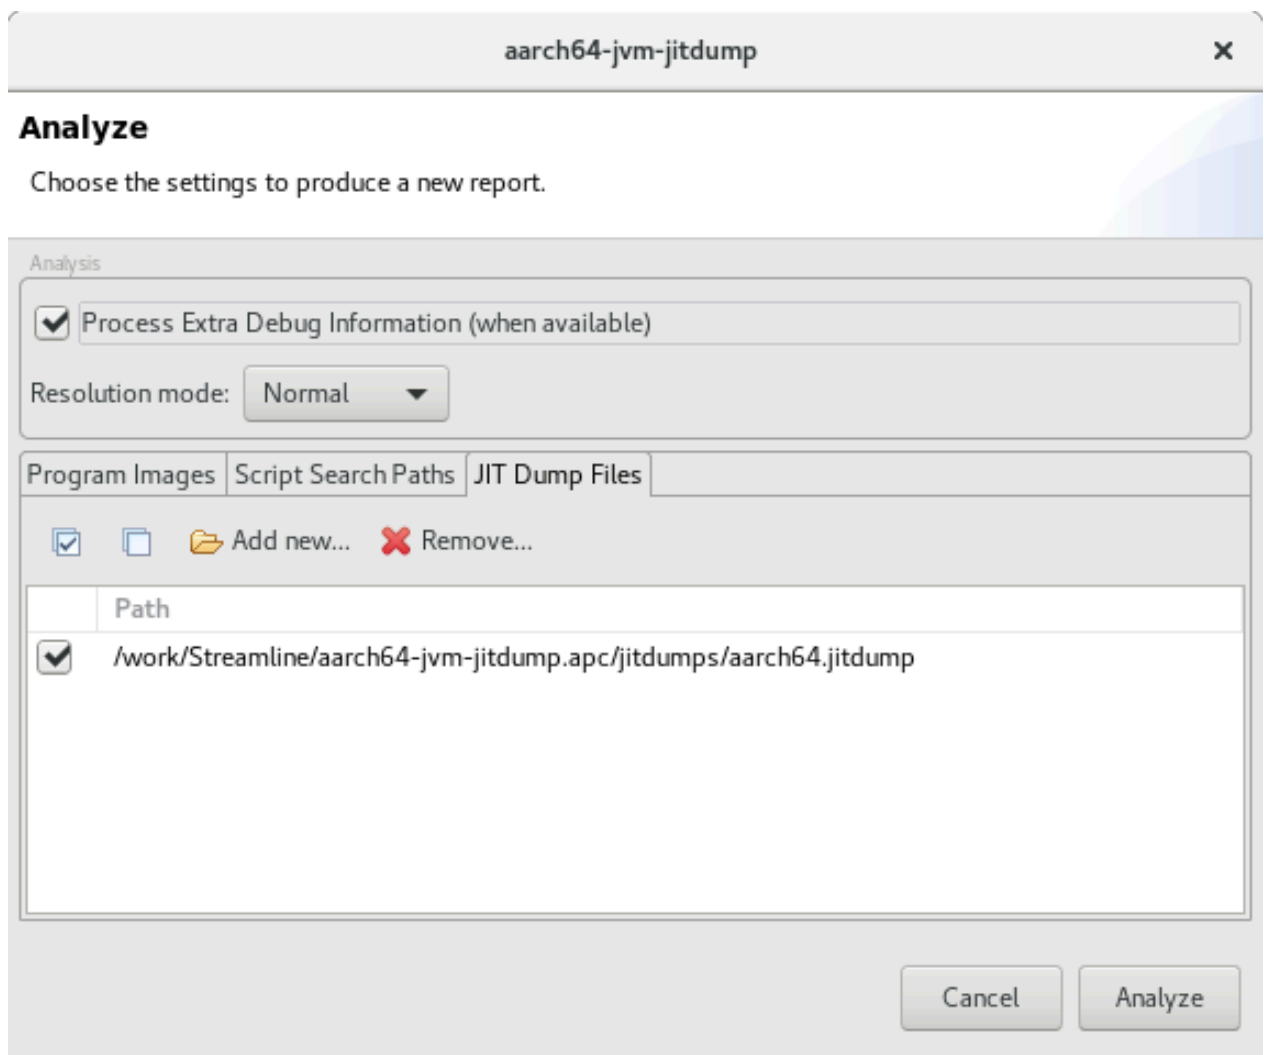 aarch64-jvm-jitdump
Analyze
Choose the settings to produce a new report.
Analysis
Process Extra Debug Information (when available)
Resolution mode: Normal
Program Images Script Search Paths JIT Dump Files
Add new... Remove...
Path
/work/Streamline/aarch64-jvm-jitdump.apc/jitdumps/aarch64.jitdump
Cancel Analyze